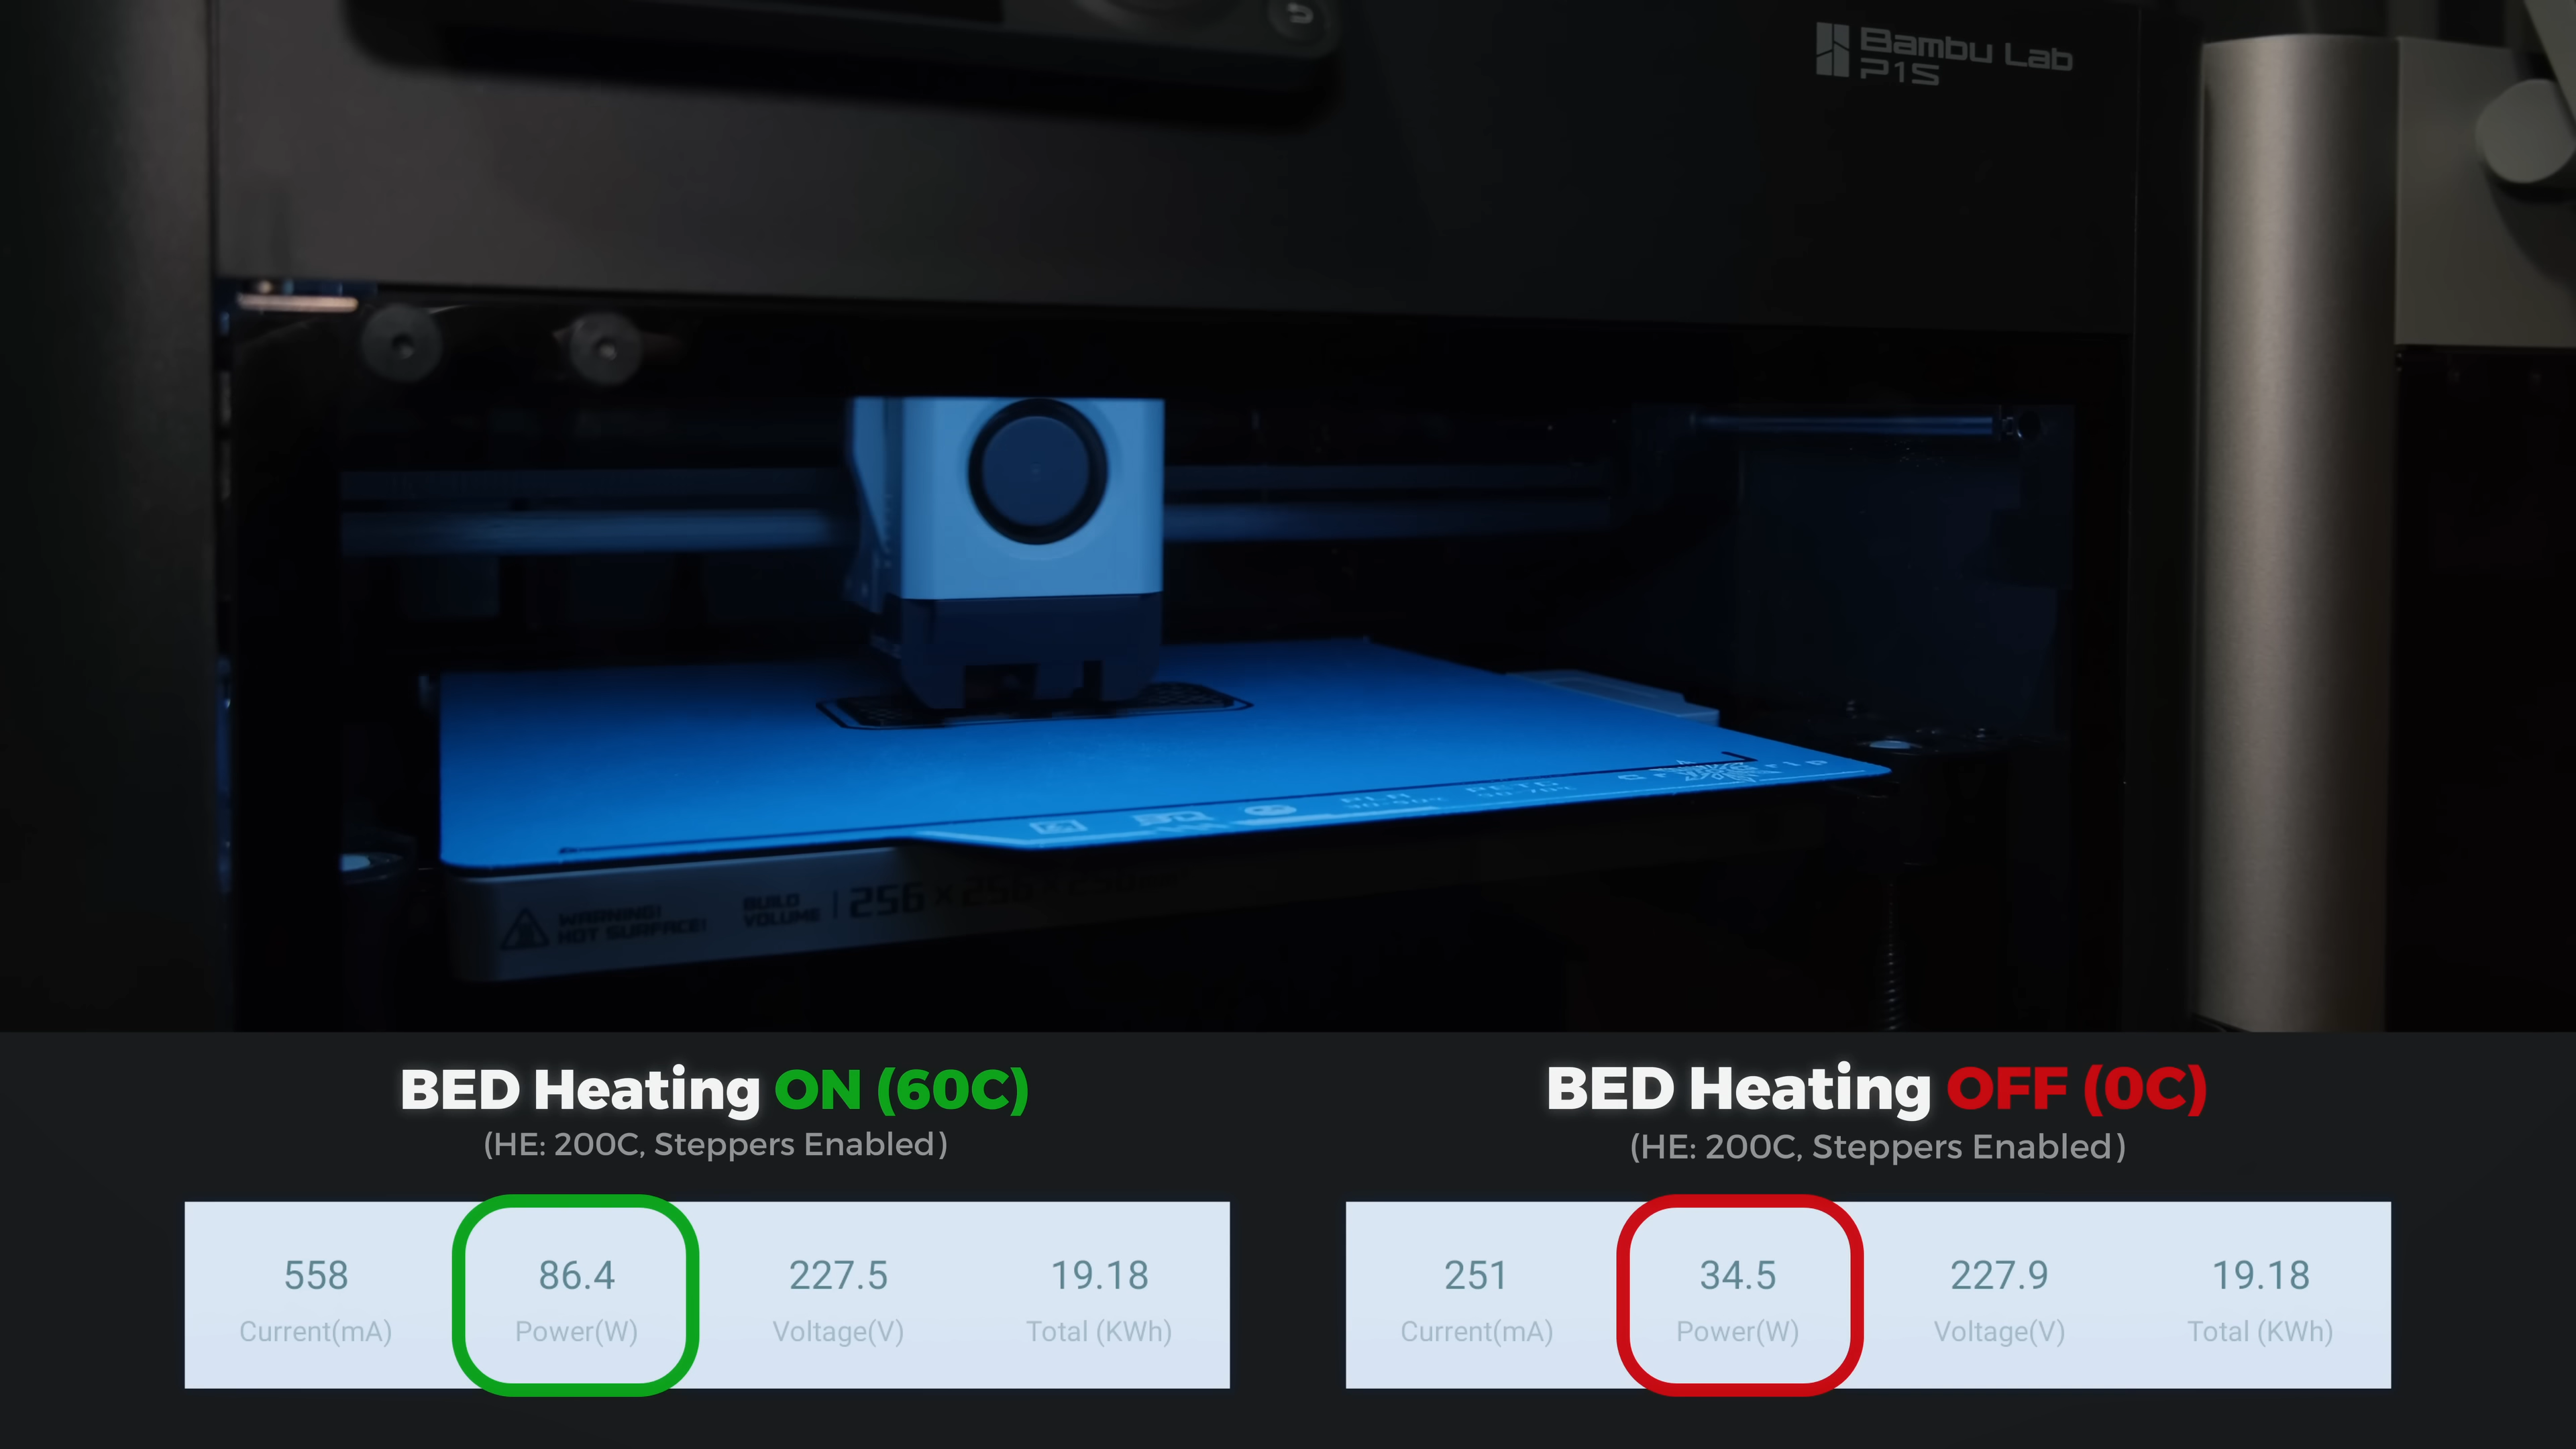 Bambu Lab
P1S
WARNING!
HOT SURFACE!
BUILD
VOLUME
256 × 256 ×
BED Heating ON (60C)
(HE: 200C, Steppers Enabled)
558
86.4
227.5
19.18
Current(mA)
Power(W)
Voltage(V)
Total (KWh)
BED Heating OFF (0C)
(HE: 200C, Steppers Enabled)
251
34.5
227.9
19.18
Current(mA)
Power(W)
Voltage(V)
Total (KWh)